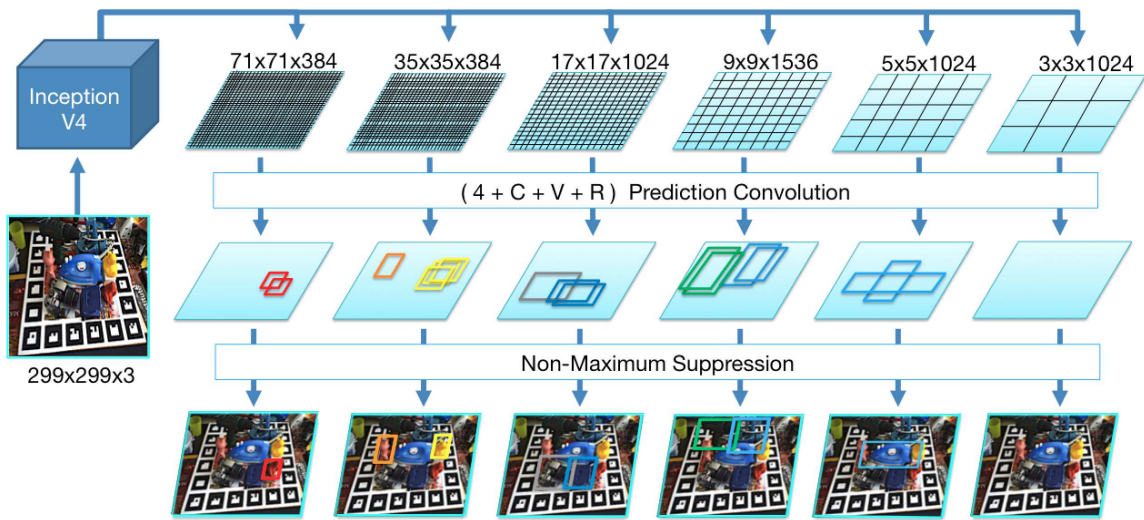 71x71x384
35x35x384
17x17x1024
9x9x1536
5x5x1024
3x3x1024
Inception
V4
( 4 + C + V + R ) Prediction Convolution
299x299x3
Non-Maximum Suppression